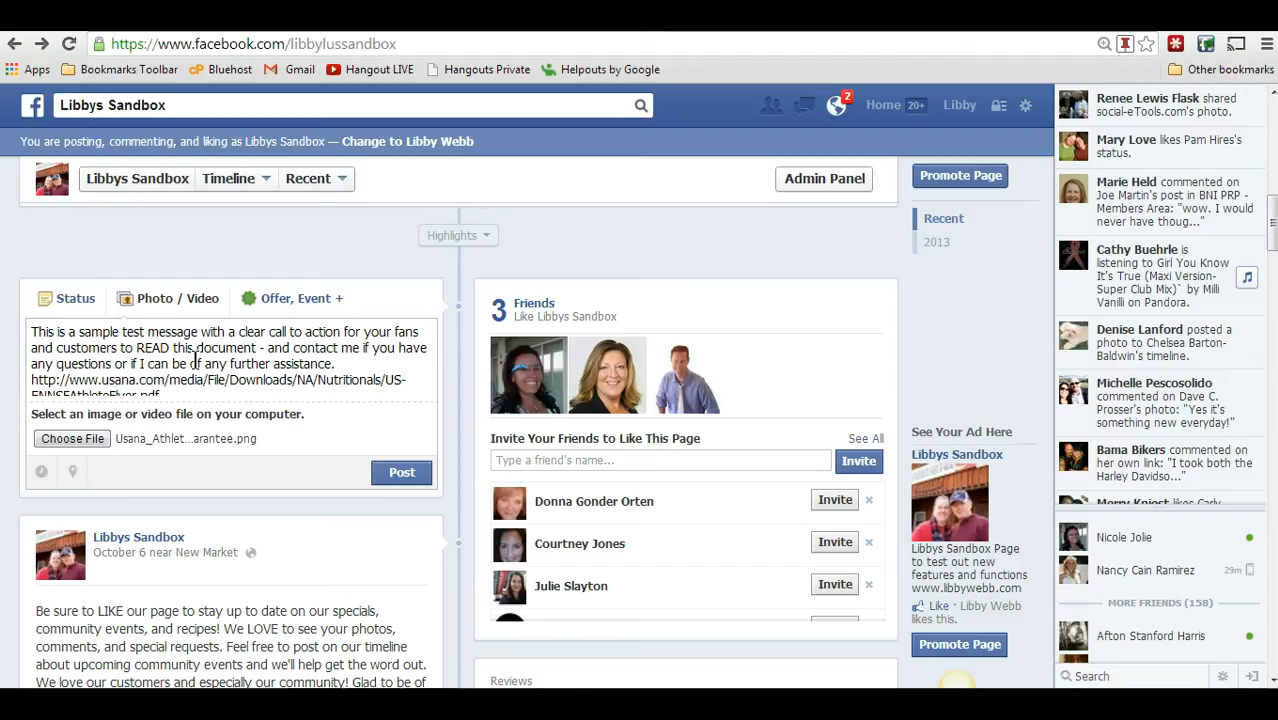 https://www.facebook.com/libbylussandbox
Apps
Bookmarks Toolbar
cP Bluehost
Gmail
Hangout LIVE
Hangouts Private
Helpouts by Google
Other bookmarks
f
Libbys Sandbox
2
Home 20+
Libby
You are posting, commenting, and liking as Libbys Sandbox — Change to Libby Webb
Libbys Sandbox
Timeline
Recent
Admin Panel
Highlights
Status
Photo / Video
Offer, Event +
This is a sample test message with a clear call to action for your fans
and customers to READ this document - and contact me if you have
any questions or if I can be of any further assistance.
http://www.usana.com/media/File/Downloads/NA/Nutritionals/US-
ENNSFAthleteFlyer.pdf
Select an image or video file on your computer.
Choose File
Usana_Athlet...arantee.png
Post
Libbys Sandbox
October 6 near New Market
Be sure to LIKE our page to stay up to date on our specials,
community events, and recipes! We LOVE to see your photos,
comments, and special requests. Feel free to post on our timeline
about upcoming community events and we'll help get the word out.
We love our customers and especially our community! Glad to be of
3
Friends
Like Libbys Sandbox
Invite Your Friends to Like This Page
See All
Type a friend's name...
Invite
Donna Gonder Orten
Invite
Courtney Jones
Invite
Julie Slayton
Invite
Invite
Reviews
Promote Page
Recent
2013
See Your Ad Here
Libbys Sandbox
Libbys Sandbox Page
to test out new
features and functions
www.libbywebb.com
Like · Libby Webb
likes this.
Promote Page
Renee Lewis Flask shared
social-eTools.com's photo.
Mary Love likes Pam Hires's
status.
Marie Held commented on
Joe Martin's post in BNI PRP -
Members Area: "wow. I would
never have thoug..."
Cathy Buehrle is
listening to Girl You Know
It's True (Maxi Version-
Super Club Mix)` by Milli
Vanilli on Pandora.
Denise Lanford posted a
photo to Chelsea Barton-
Baldwin's timeline.
Michelle Pescosolido
commented on Dave C.
Prosser's photo: "Yes it's
something new everyday!"
Bama Bikers commented on
her own link: "I took both the
Harley Davidso..."
Merry Kniest likes Carly
Nicole Jolie
Nancy Cain Ramirez
29m
MORE FRIENDS (158)
Afton Stanford Harris
Search